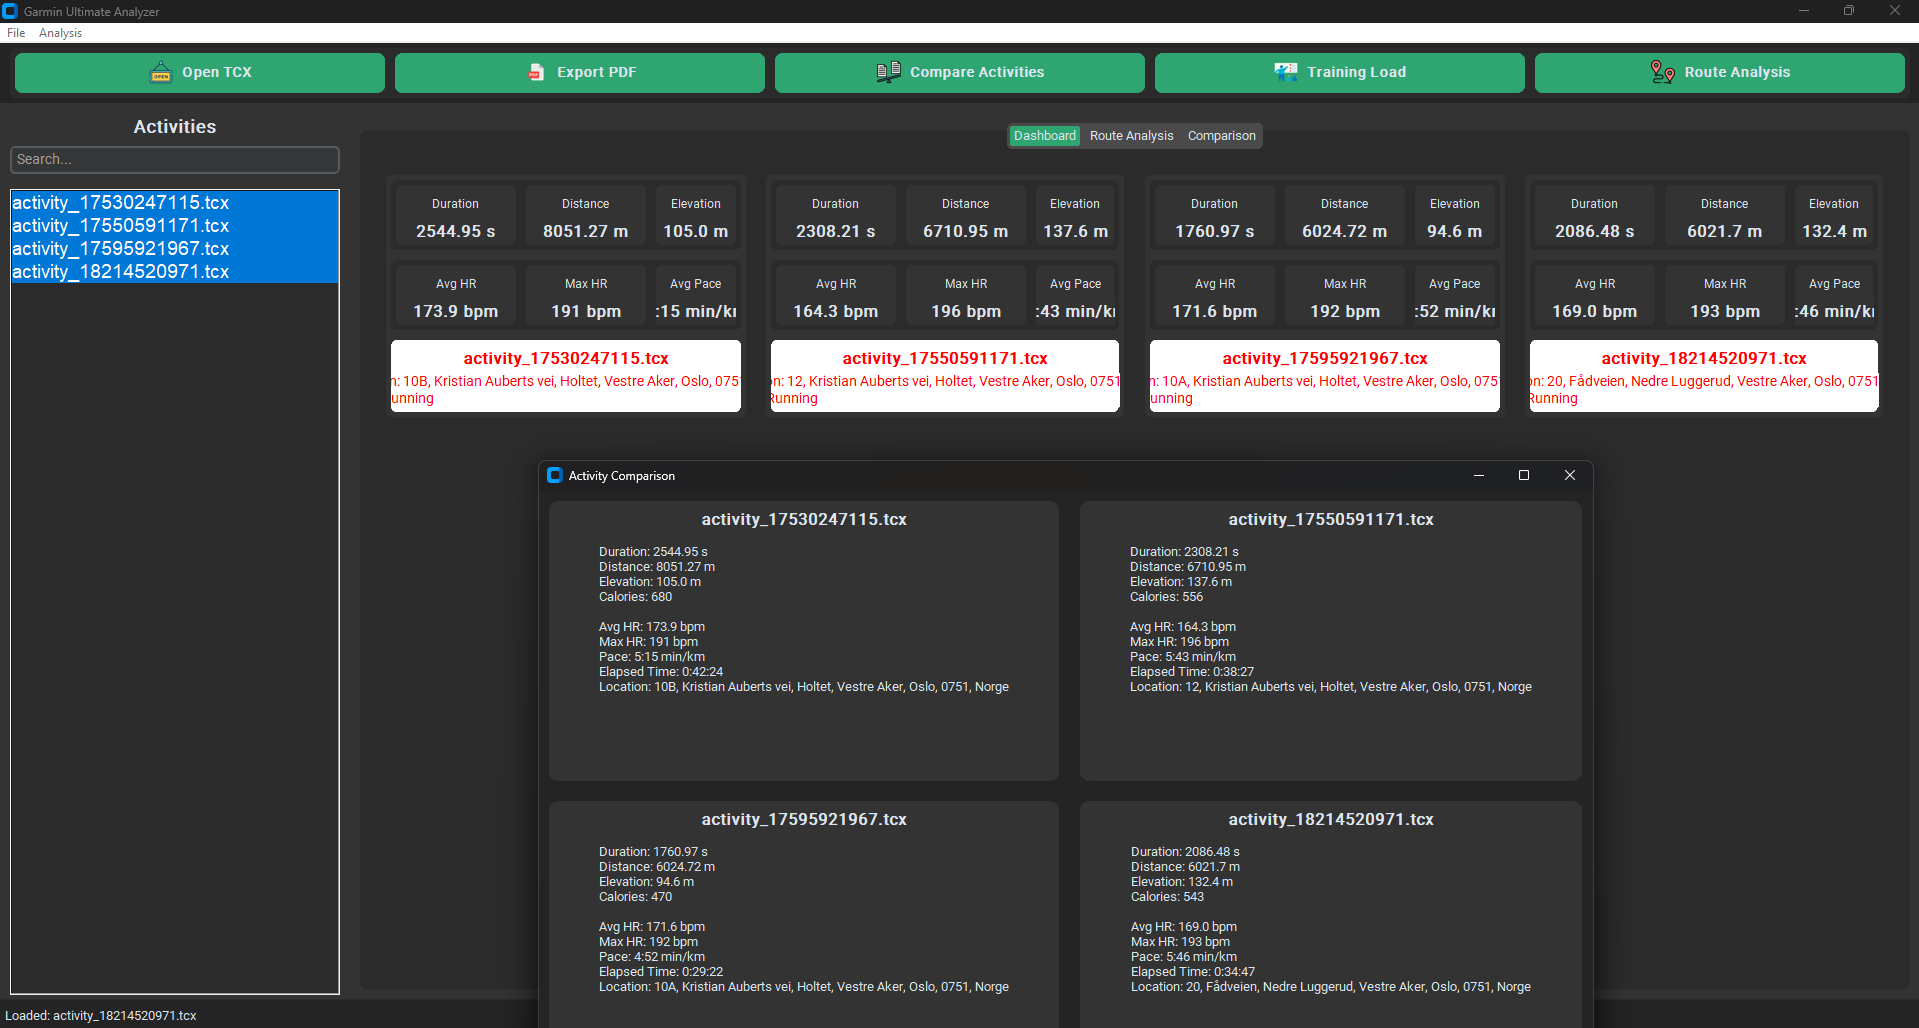 Garmin Ultimate Analyzer
File Analysis
Open TCX
Export PDF
Compare Activities
Training Load
Route Analysis
Activities
Search...
activity_17530247115.tcx
activity_17550591171.tcx
activity_17595921967.tcx
activity_18214520971.tcx
Dashboard Route Analysis Comparison
Duration Distance Elevation
2544.95 s 8051.27 m 105.0 m
Avg HR Max HR Avg Pace
173.9 bpm 191 bpm :15 min/k
activity_17530247115.tcx
n: 10B, Kristian Auberts vei, Holtet, Vestre Aker, Oslo, 075
unning
Duration Distance Elevation
2308.21 s 6710.95 m 137.6 m
Avg HR Max HR Avg Pace
164.3 bpm 196 bpm :43 min/k
activity_17550591171.tcx
on: 12, Kristian Auberts vei, Holtet, Vestre Aker, Oslo, 0751
Running
Duration Distance Elevation
1760.97 s 6024.72 m 94.6 m
Avg HR Max HR Avg Pace
171.6 bpm 192 bpm :52 min/k
activity_17595921967.tcx
n: 10A, Kristian Auberts vei, Holtet, Vestre Aker, Oslo, 075
unning
Duration Distance Elevation
2086.48 s 6021.7 m 132.4 m
Avg HR Max HR Avg Pace
169.0 bpm 193 bpm :46 min/k
activity_18214520971.tcx
on: 20, Fådveien, Nedre Luggerud, Vestre Aker, Oslo, 0751
Running
Activity Comparison
activity_17530247115.tcx
Duration: 2544.95 s
Distance: 8051.27 m
Elevation: 105.0 m
Calories: 680
Avg HR: 173.9 bpm
Max HR: 191 bpm
Pace: 5:15 min/km
Elapsed Time: 0:42:24
Location: 10B, Kristian Auberts vei, Holtet, Vestre Aker, Oslo, 0751, Norge
activity_17550591171.tcx
Duration: 2308.21 s
Distance: 6710.95 m
Elevation: 137.6 m
Calories: 556
Avg HR: 164.3 bpm
Max HR: 196 bpm
Pace: 5:43 min/km
Elapsed Time: 0:38:27
Location: 12, Kristian Auberts vei, Holtet, Vestre Aker, Oslo, 0751, Norge
activity_17595921967.tcx
Duration: 1760.97 s
Distance: 6024.72 m
Elevation: 94.6 m
Calories: 470
Avg HR: 171.6 bpm
Max HR: 192 bpm
Pace: 4:52 min/km
Elapsed Time: 0:29:22
Location: 10A, Kristian Auberts vei, Holtet, Vestre Aker, Oslo, 0751, Norge
activity_18214520971.tcx
Duration: 2086.48 s
Distance: 6021.7 m
Elevation: 132.4 m
Calories: 543
Avg HR: 169.0 bpm
Max HR: 193 bpm
Pace: 5:46 min/km
Elapsed Time: 0:34:47
Location: 20, Fådveien, Nedre Luggerud, Vestre Aker, Oslo, 0751, Norge
Loaded: activity_18214520971.tcx